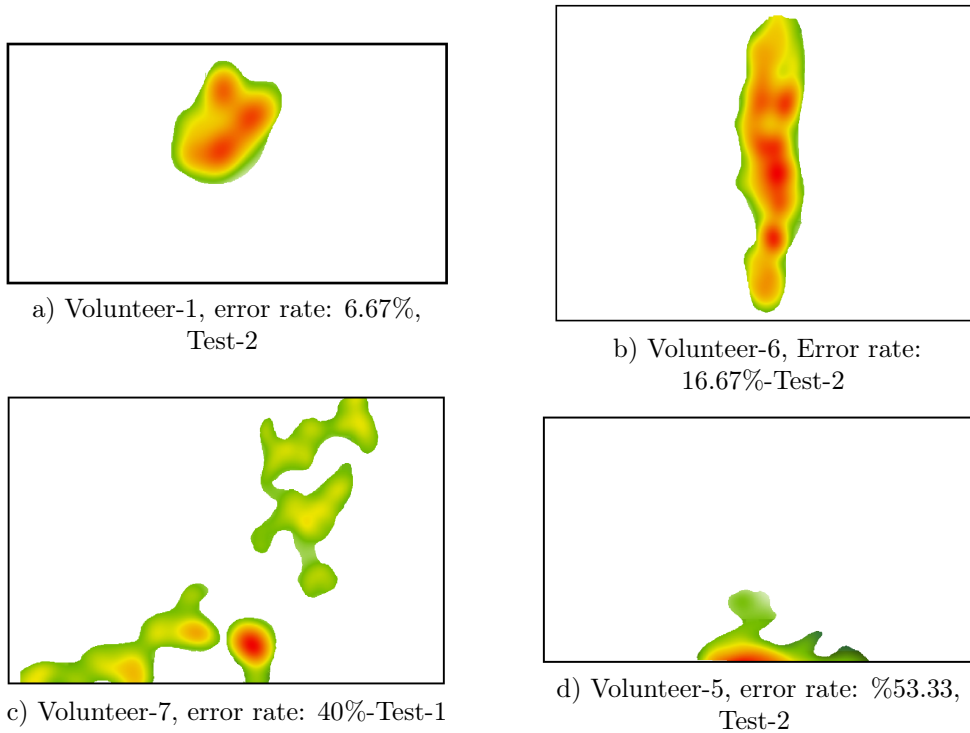 a) Volunteer-1, error rate: 6.67%,
Test-2
b) Volunteer-6, Error rate:
16.67%-Test-2
c) Volunteer-7, error rate: 40%-Test-1
d) Volunteer-5, error rate: %53.33,
Test-2